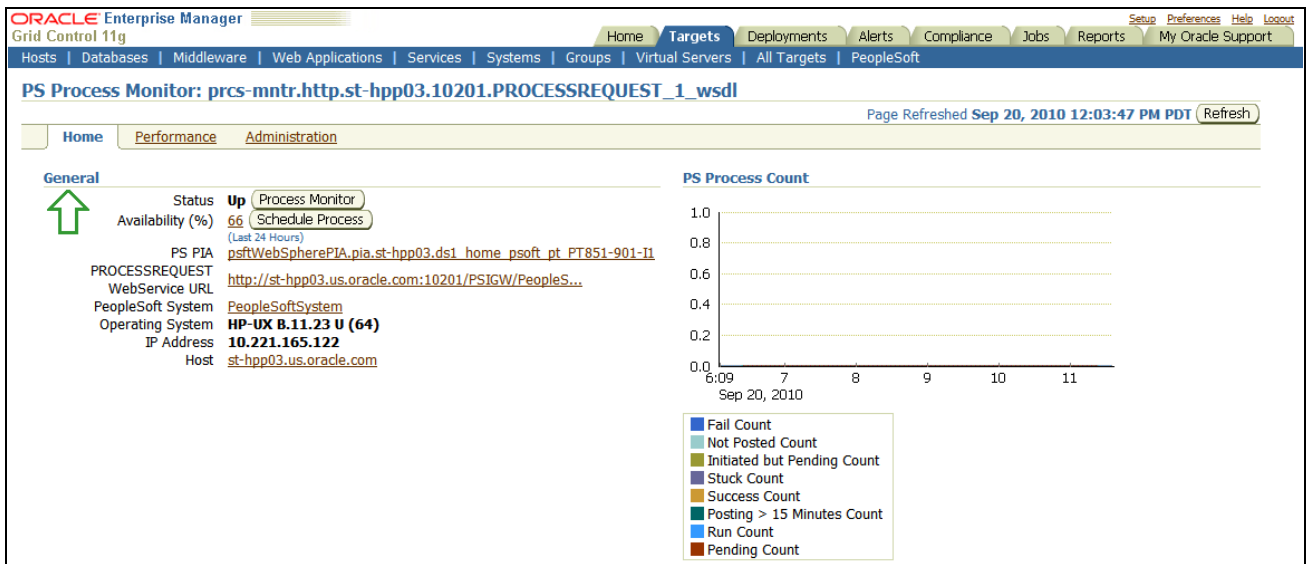 ORACLE Enterprise Manager
Grid Control 11g
Setup Preferences Help Logout
Home Targets Deployments Alerts Compliance Jobs Reports My Oracle Support
Hosts | Databases | Middleware | Web Applications | Services | Systems | Groups | Virtual Servers | All Targets | PeopleSoft
PS Process Monitor: prcs-mntr.http.st-hpp03.10201.PROCESSREQUEST_1_wsdl
Page Refreshed Sep 20, 2010 12:03:47 PM PDT Refresh
Home Performance Administration
General
Status Up Process Monitor
Availability (%) 66 Schedule Process
(Last 24 Hours)
PS PIA psftWebSpherePIA.pia.st-hpp03.ds1_home_psoft_pt_PT851-901-I1
PROCESSREQUEST
WebService URL http://st-hpp03.us.oracle.com:10201/PSIGW/PeopleS...
PeopleSoft System PeopleSoftSystem
Operating System HP-UX B.11.23 U (64)
IP Address 10.221.165.122
Host st-hpp03.us.oracle.com
PS Process Count
1.0
0.8
0.6
0.4
0.2
0.0
6:09 7 8 9 10 11
Sep 20, 2010
Fail Count
Not Posted Count
Initiated but Pending Count
Stuck Count
Success Count
Posting > 15 Minutes Count
Run Count
Pending Count